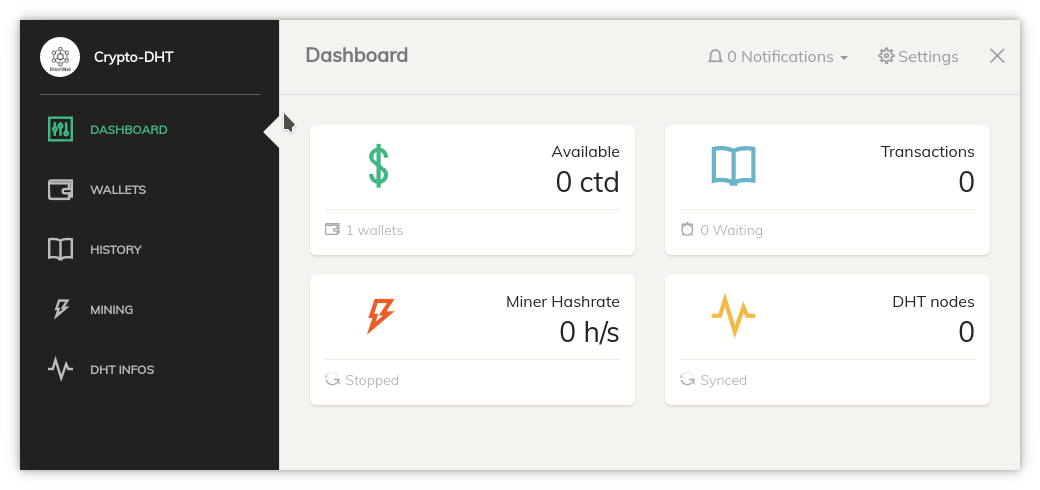 Crypto-DHT
DASHBOARD
WALLETS
HISTORY
MINING
DHT INFOS
Dashboard
0 Notifications
Settings
Available
0 ctd
1 wallets
Transactions
0
0 Waiting
Miner Hashrate
0 h/s
Stopped
DHT nodes
0
Synced